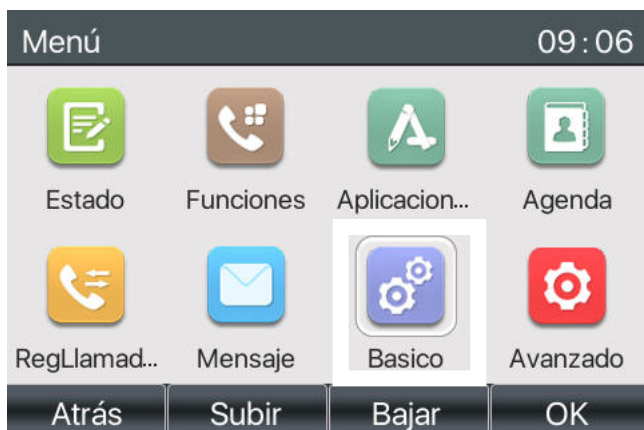 Menú 09:06
Estado Funciones Aplicacion... Agenda
RegLlamad... Mensaje Basico Avanzado
Atrás Subir Bajar OK